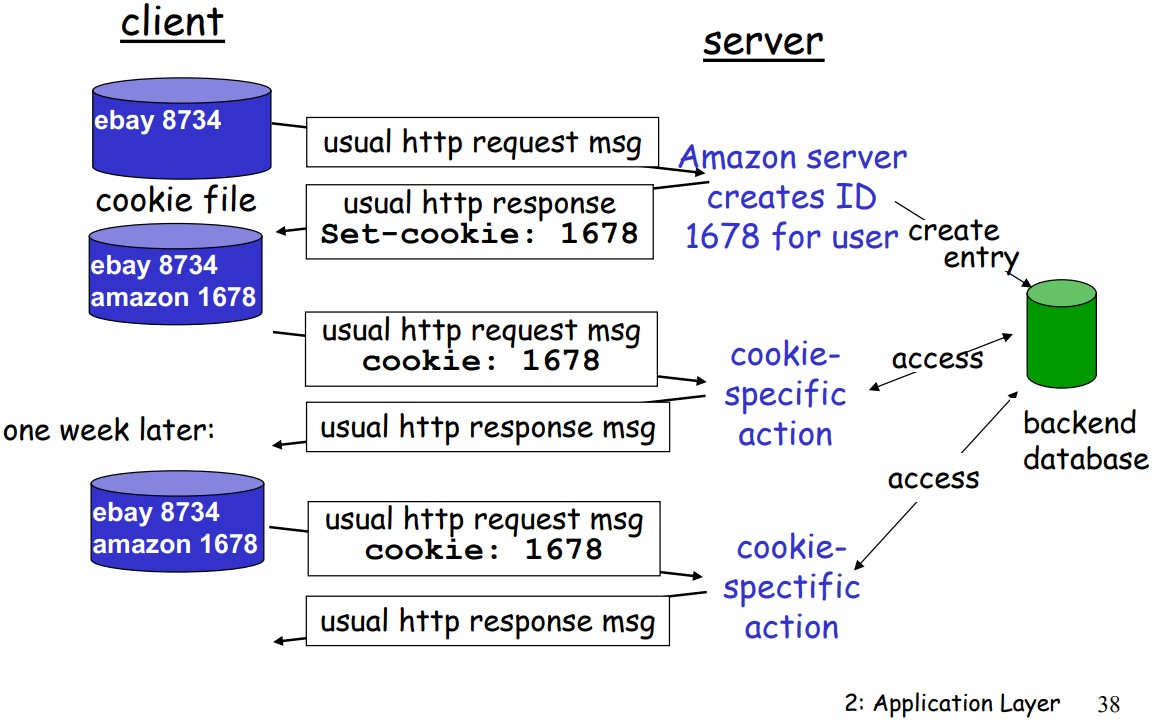 client
server
ebay 8734
usual http request msg
Amazon server
creates ID
1678 for user
cookie file
usual http response
Set-cookie: 1678
create
entry
ebay 8734
amazon 1678
usual http request msg
cookie: 1678
cookie-
specific
action
access
one week later:
usual http response msg
backend
database
access
ebay 8734
amazon 1678
usual http request msg
cookie: 1678
cookie-
spectific
action
usual http response msg
2: Application Layer 38